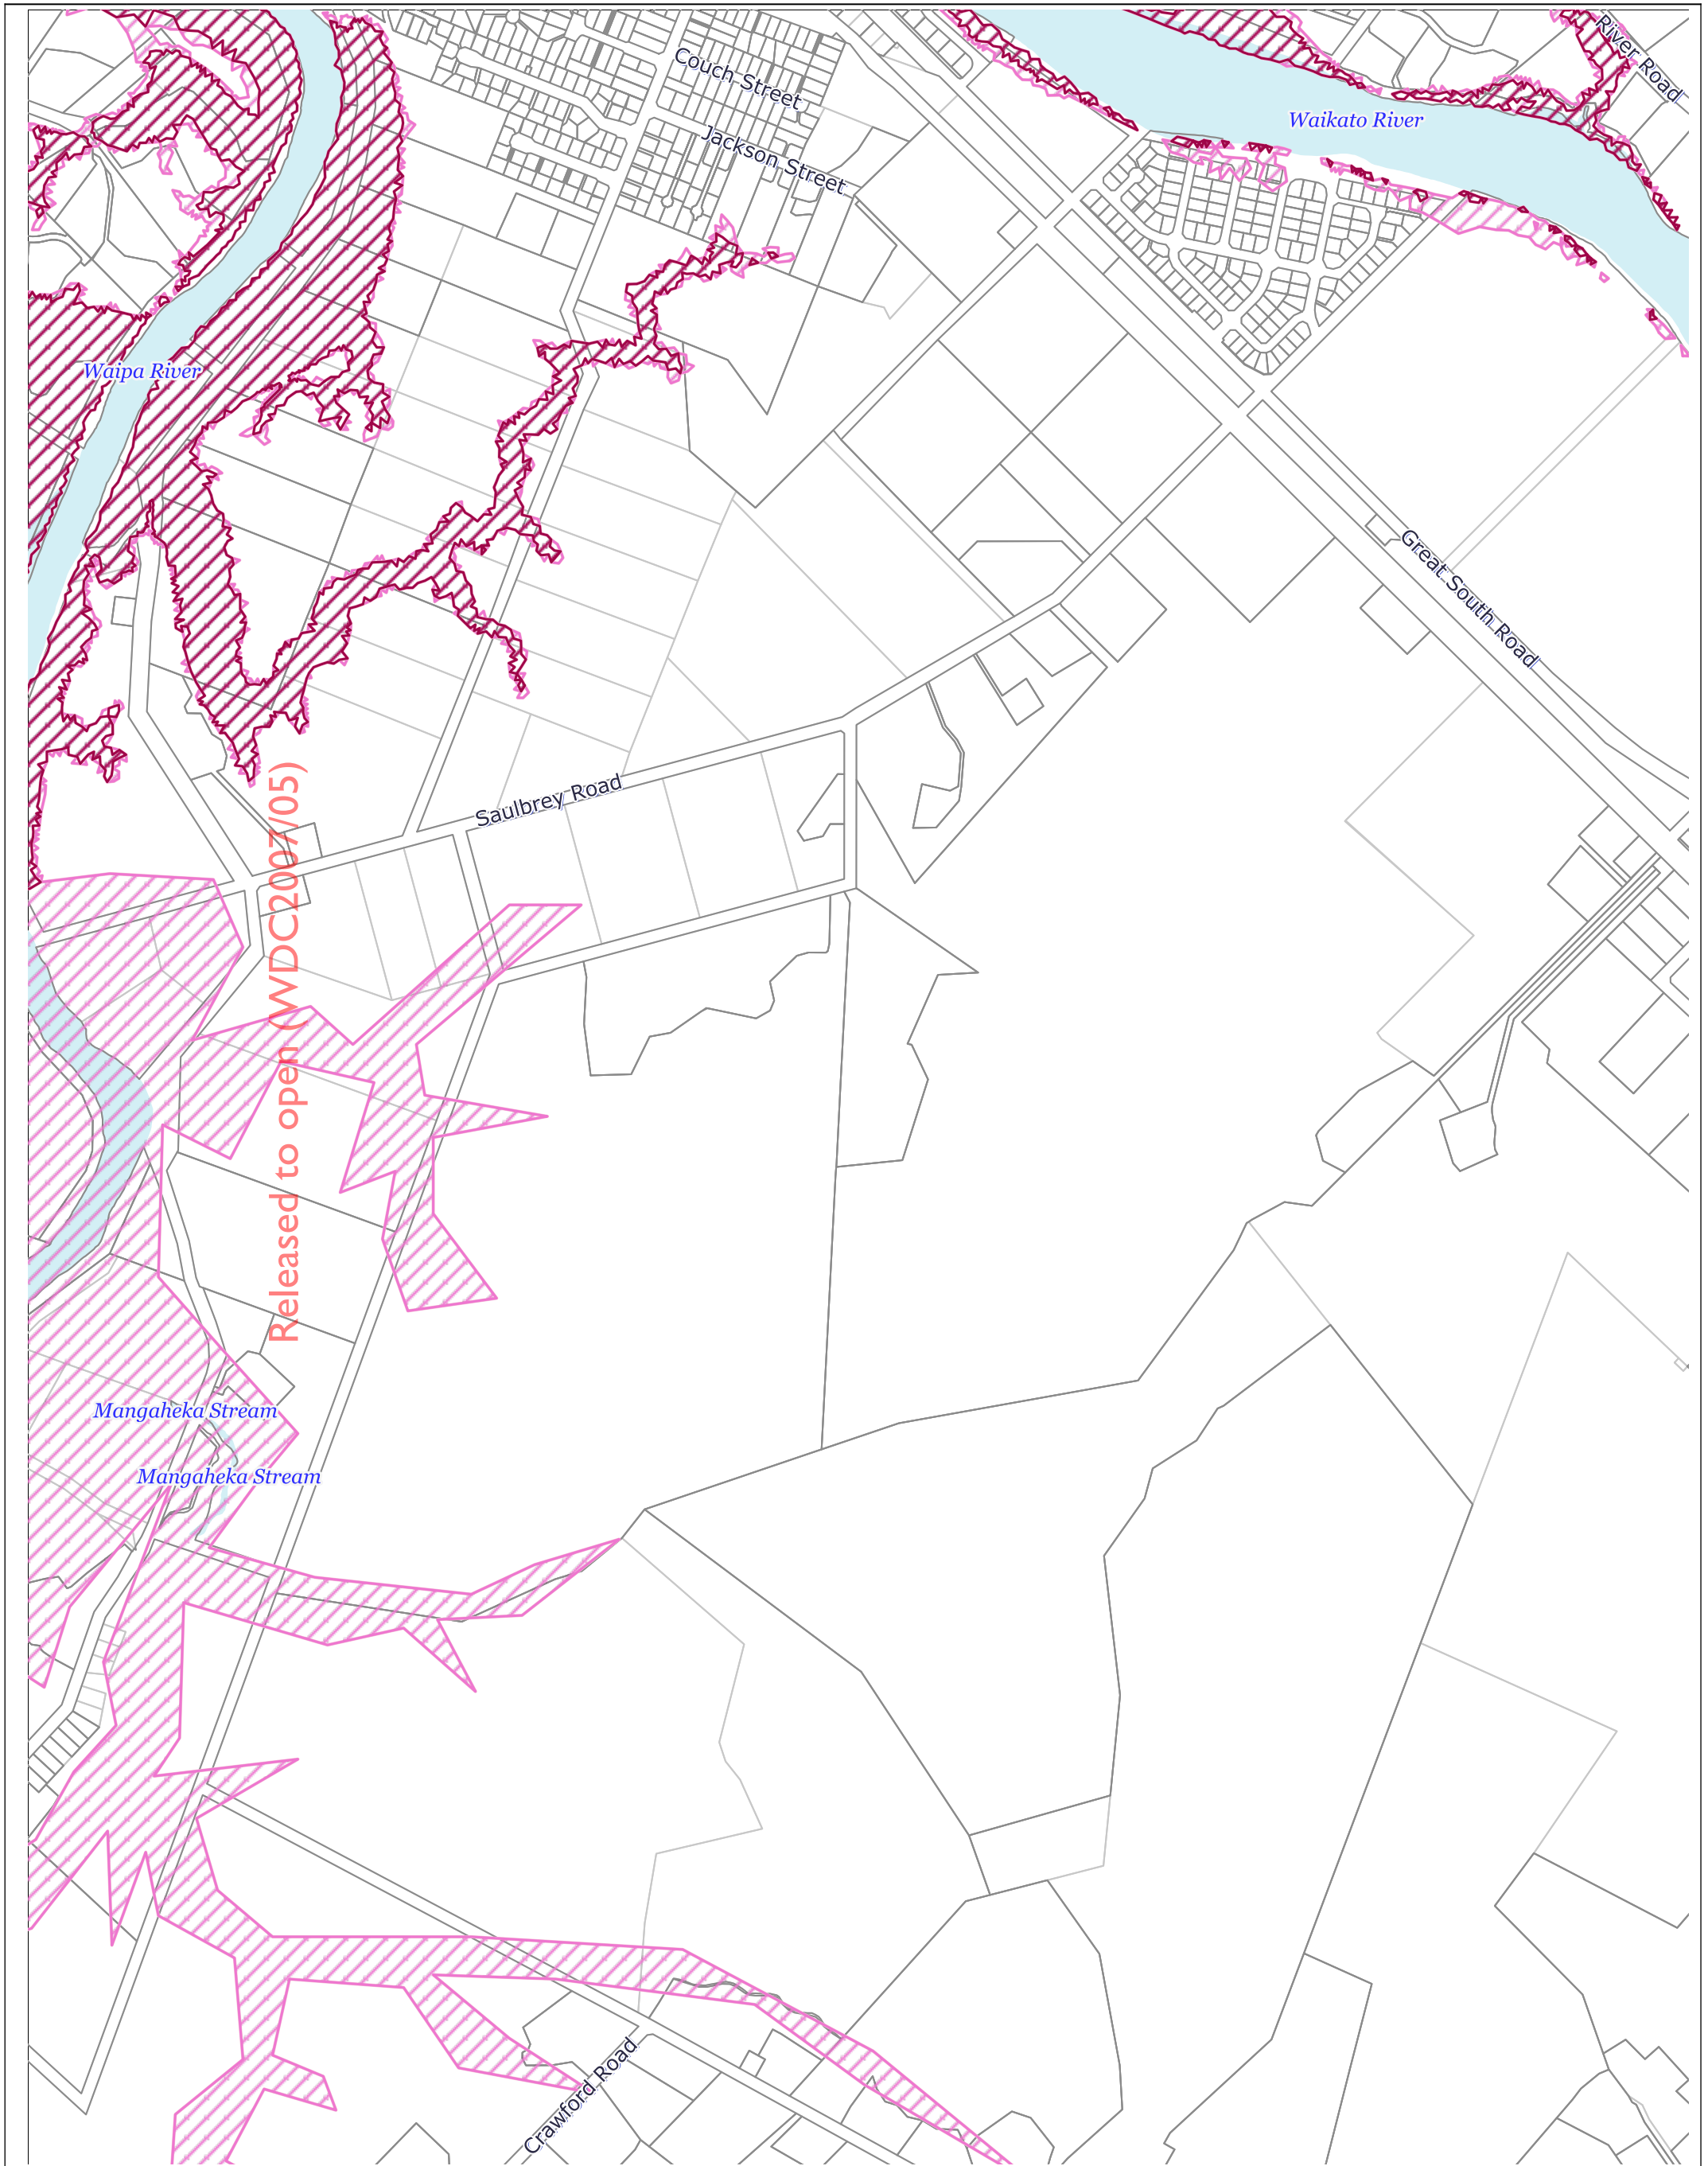 River Road
Couch Street
Waikato River
Jackson Street
Waipa River
Great South Road
Saulbrey Road
Released to open (WDC2007/05)
Mangaheka Stream
Mangaheka Stream
Crawford Road